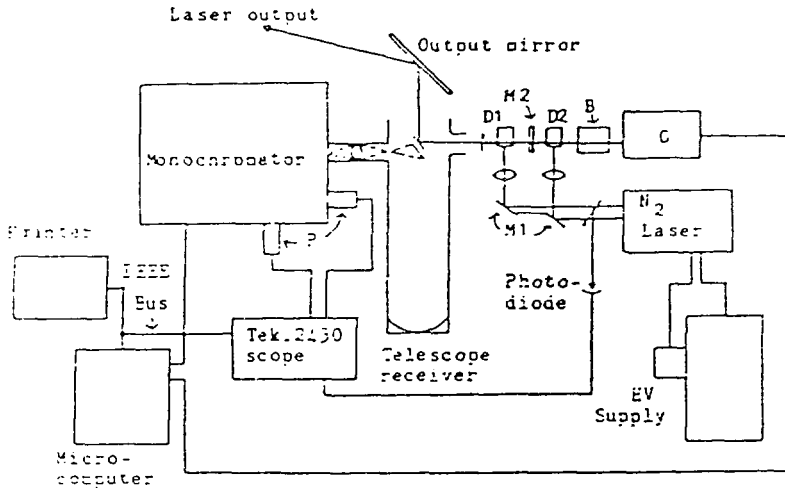 Laser output
Output mirror
M2
D1
D2
B
G
Monochromator
N2
Laser
M1
P
Printer
IEEE
Bus
Photo-
diode
Tek.2430
scope
Telescope
receiver
EV
Supply
Micro-
computer